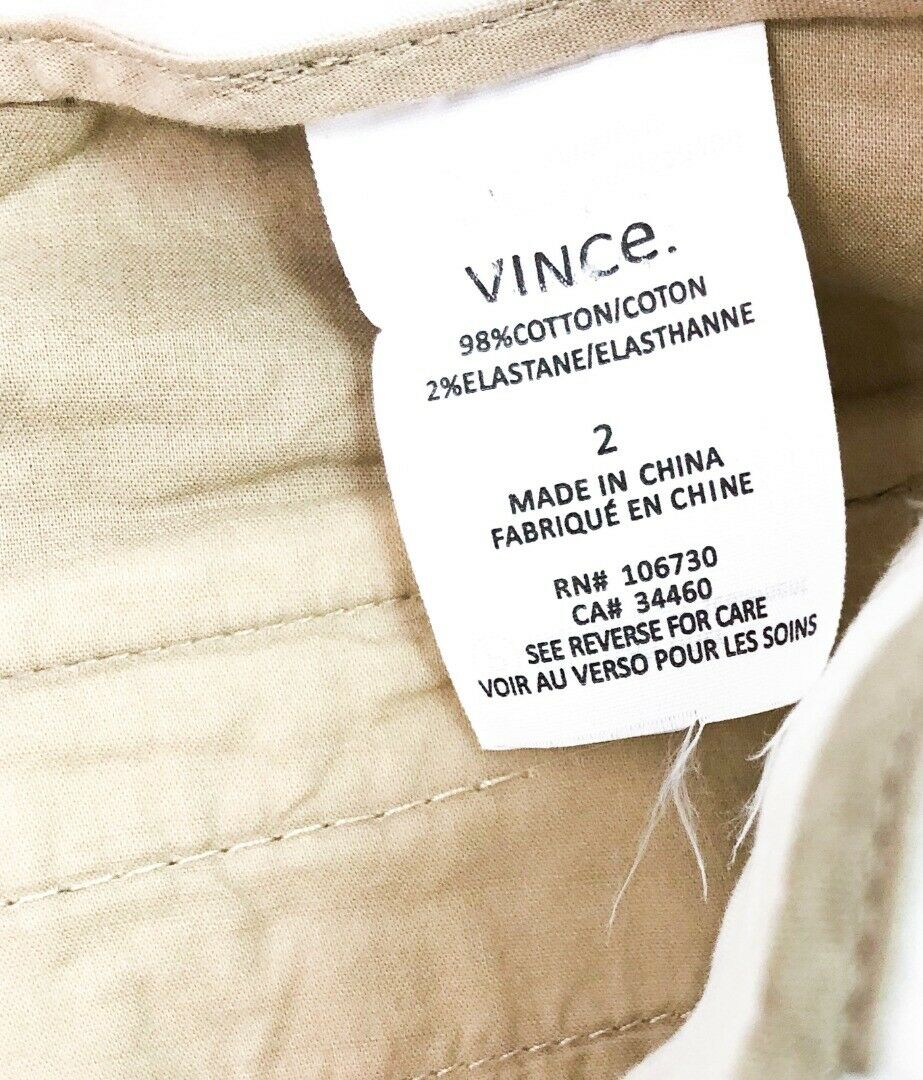 VINCe.
98%COTTON/COTON
2%ELASTANE/ELASTHANNE
2
MADE IN CHINA
FABRIQUÉ EN CHINE
RN# 106730
CA# 34460
SEE REVERSE FOR CARE
VOIR AU VERSO POUR LES SOINS